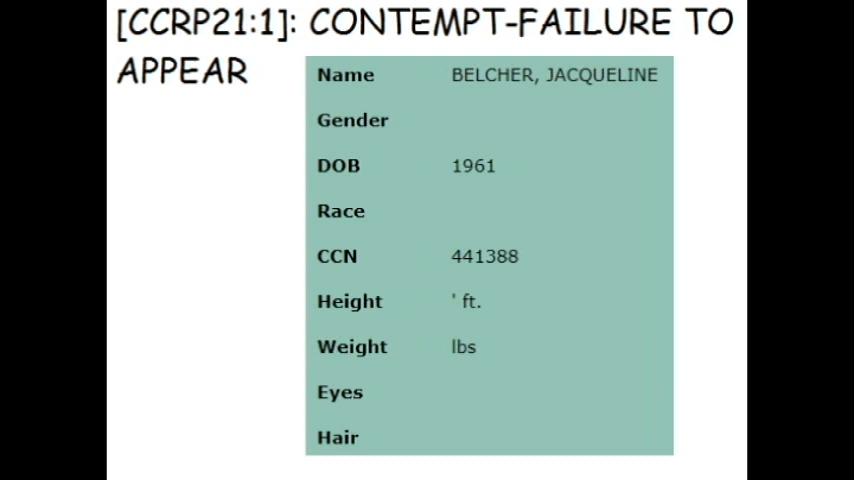 [CCRP21:1]: CONTEMPT-FAILURE TO
APPEAR
Name BELCHER, JACQUELINE
Gender
DOB 1961
Race
CCN 441388
Height ' ft.
Weight lbs
Eyes
Hair